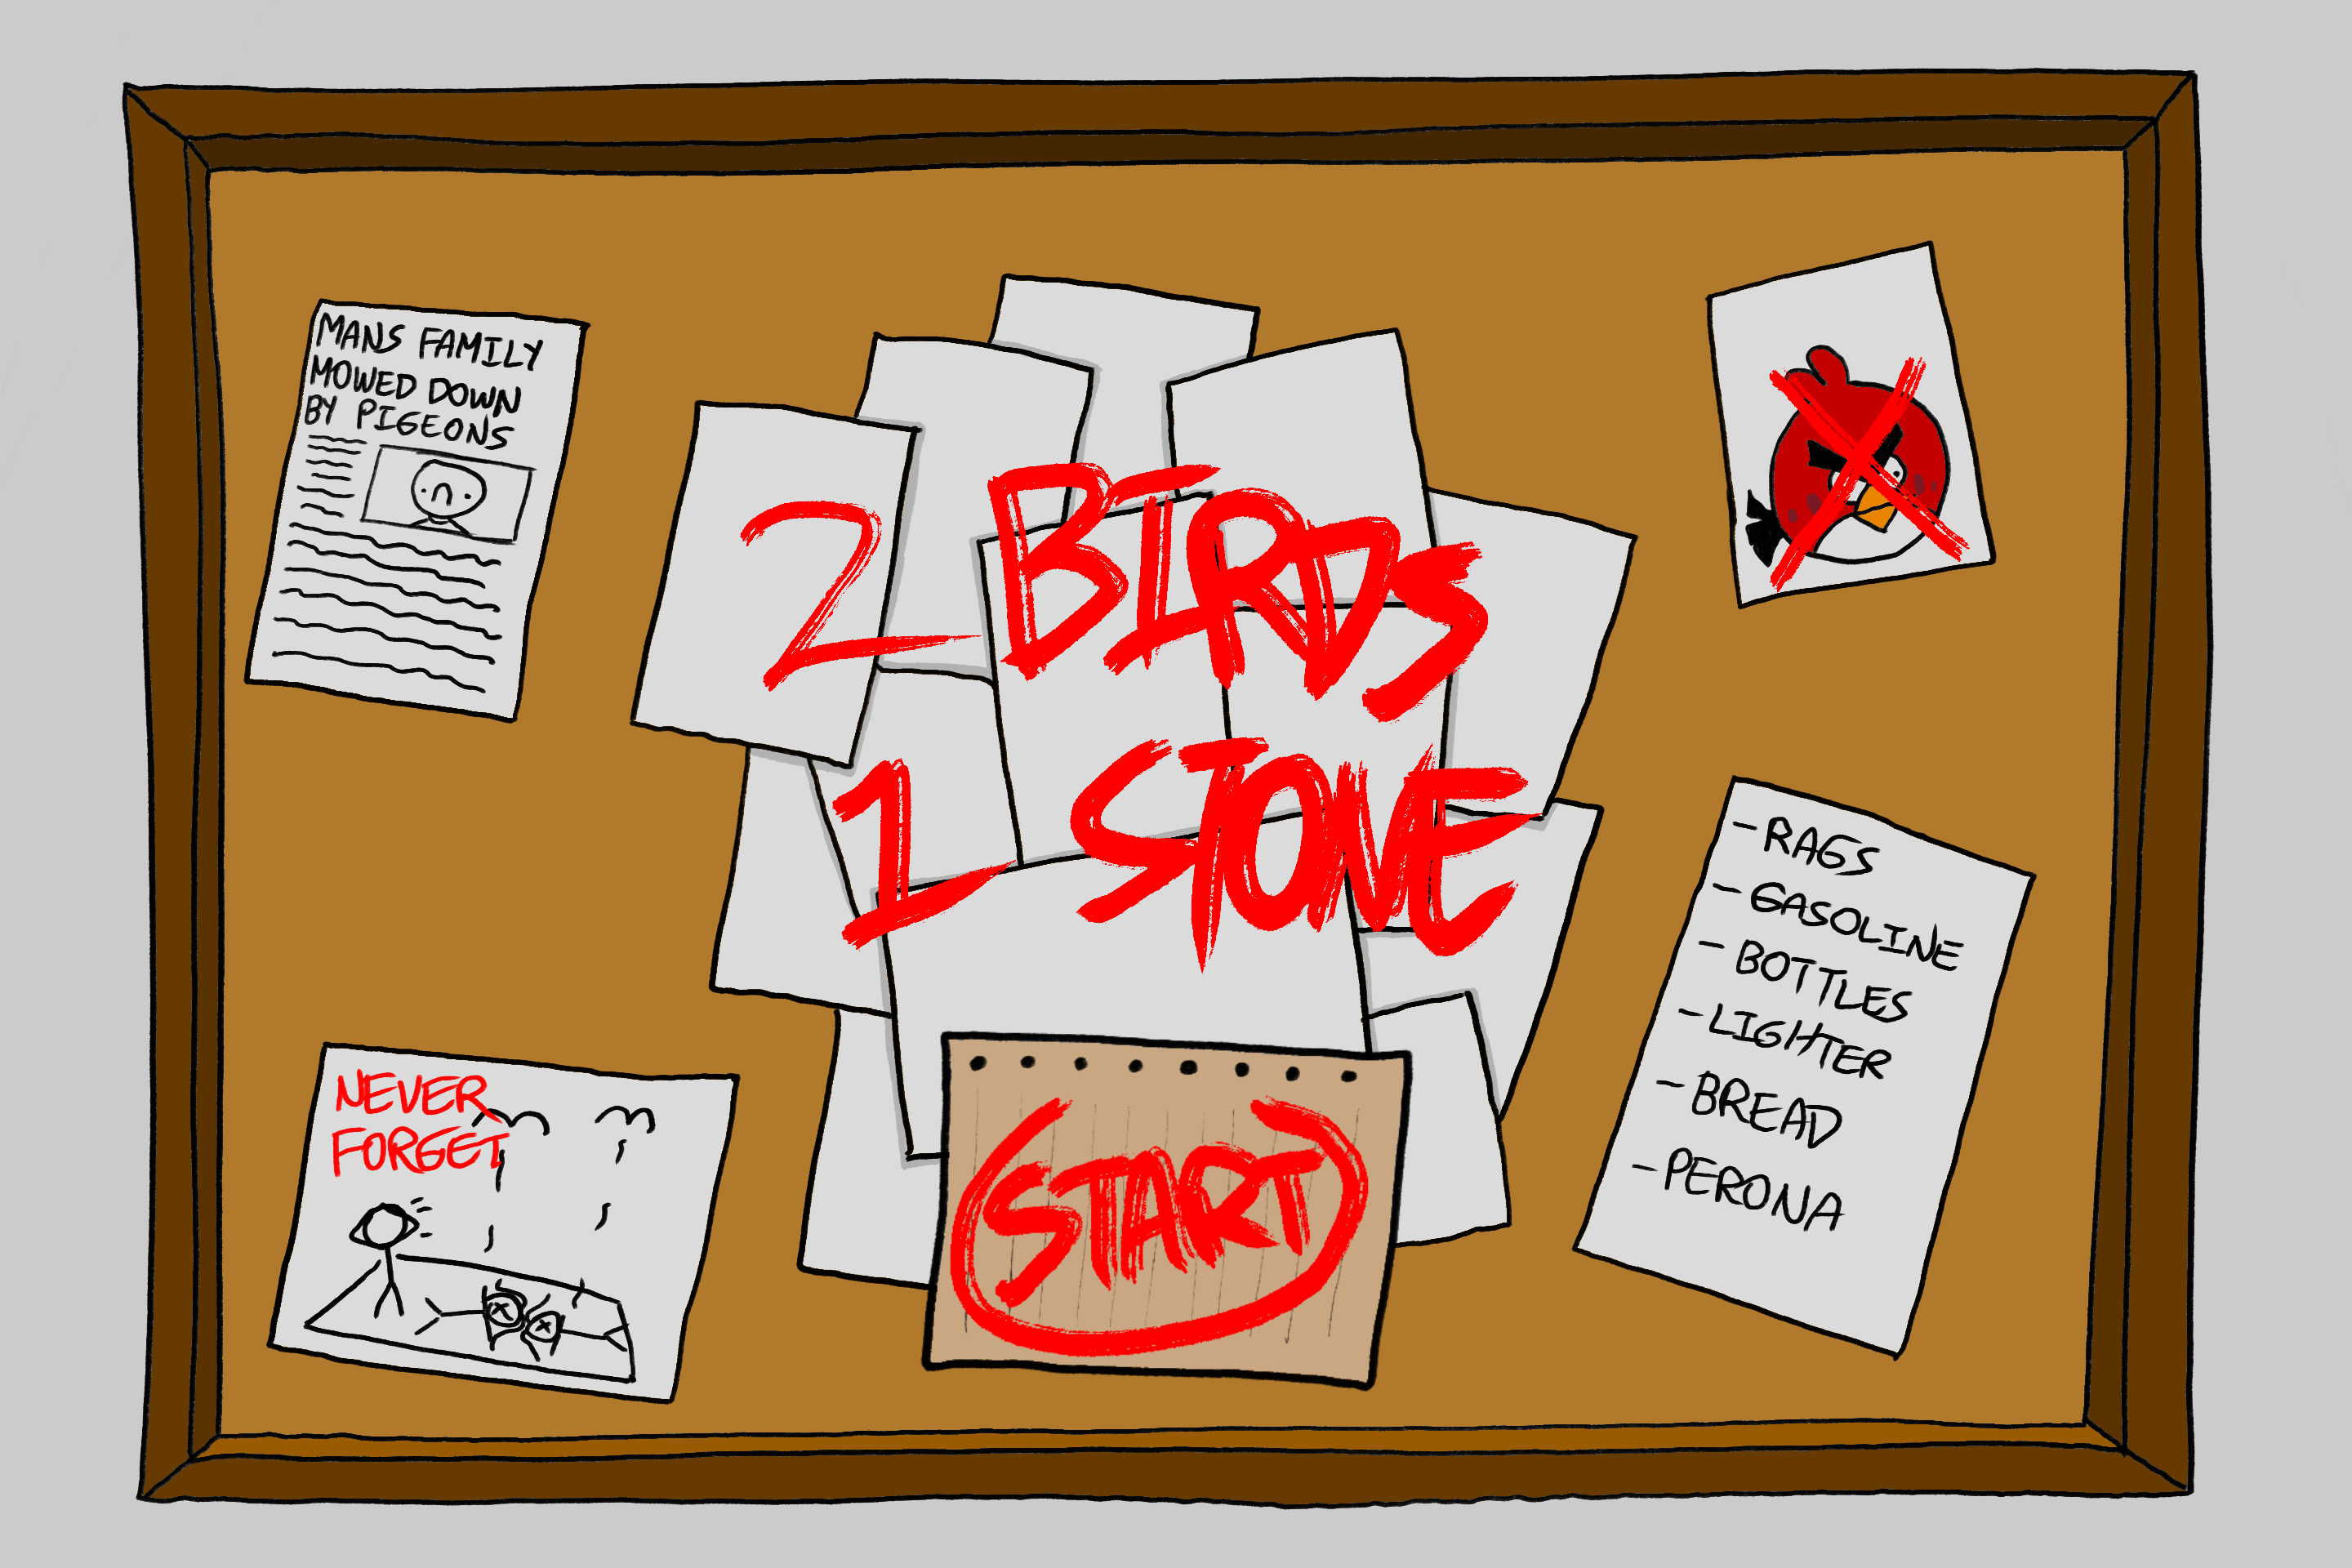 MANS FAMILY
MOWED DOWN
BY PIGEONS
2 BIRDS
1 STONE
-RAGS
-GASOLINE
-BOTTLES
-LIGHTER
-BREAD
-PERONA
NEVER
FORGET
START